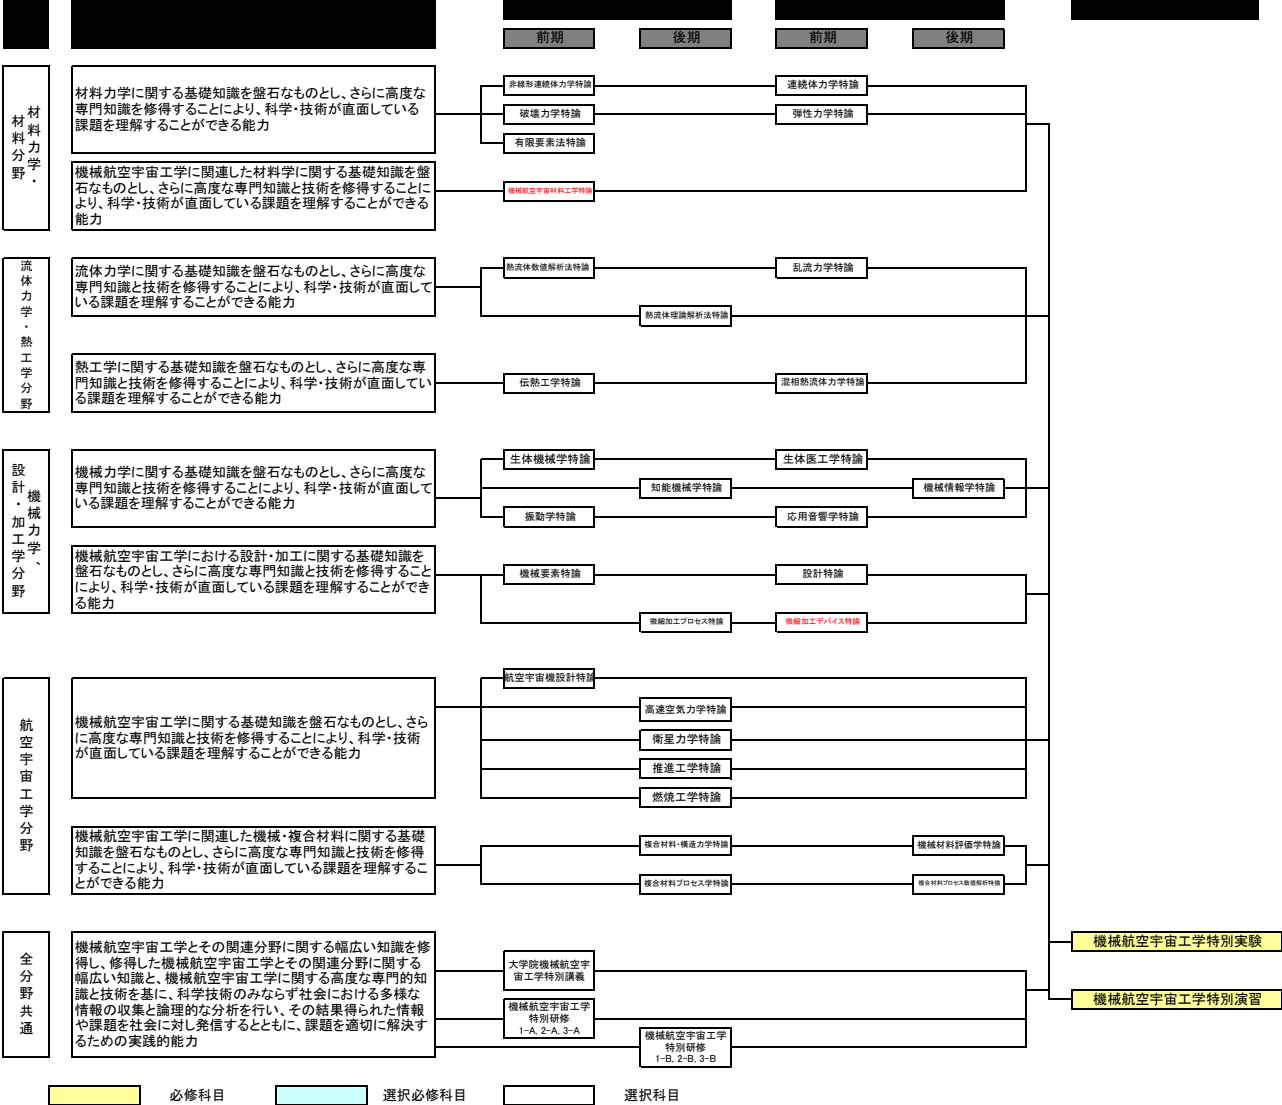 前期
後期
前期
後期
材料力学・
材料分野
材料力学に関する基礎知識を盤石なものとし、さらに高度な
専門知識を修得することにより、科学・技術が直面している
課題を理解することができる能力
非線形連続体力学特論
連続体力学特論
破壊力学特論
弾性力学特論
有限要素法特論
機械航空宇宙工学に関連した材料学に関する基礎知識を盤
石なものとし、さらに高度な専門知識と技術を修得することに
より、科学・技術が直面している課題を理解することができる
能力
機械航空宇宙材料工学特論
流体力学・熱工学分野
流体力学に関する基礎知識を盤石なものとし、さらに高度な
専門知識と技術を修得することにより、科学・技術が直面して
いる課題を理解することができる能力
熱流体数値解析法特論
乱流力学特論
熱流体理論解析法特論
熱工学に関する基礎知識を盤石なものとし、さらに高度な専
門知識と技術を修得することにより、科学・技術が直面してい
る課題を理解することができる能力
伝熱工学特論
混相熱流体力学特論
機械力学、
設計・加工学分野
機械力学に関する基礎知識を盤石なものとし、さらに高度な
専門知識と技術を修得することにより、科学・技術が直面して
いる課題を理解することができる能力
生体機械学特論
生体医工学特論
知能機械学特論
機械情報学特論
振動学特論
応用音響学特論
機械航空宇宙工学における設計・加工に関する基礎知識を
盤石なものとし、さらに高度な専門知識と技術を修得すること
により、科学・技術が直面している課題を理解することができ
る能力
機械要素特論
設計特論
微細加工プロセス特論
微細加工デバイス特論
航空宇宙工学分野
機械航空宇宙工学に関する基礎知識を盤石なものとし、さら
に高度な専門知識と技術を修得することにより、科学・技術
が直面している課題を理解することができる能力
航空宇宙機設計特論
高速空気力学特論
衛星力学特論
推進工学特論
燃焼工学特論
機械航空宇宙工学に関連した機械・複合材料に関する基礎
知識を盤石なものとし、さらに高度な専門知識と技術を修得
することにより、科学・技術が直面している課題を理解するこ
とができる能力
複合材料・構造力学特論
機械材料評価学特論
複合材料プロセス学特論
複合材料プロセス数値解析特論
全分野共通
機械航空宇宙工学とその関連分野に関する幅広い知識を修
得し、修得した機械航空宇宙工学とその関連分野に関する
幅広い知識と、機械航空宇宙工学に関する高度な専門的知
識と技術を基に、科学技術のみならず社会における多様な
情報の収集と論理的な分析を行い、その結果得られた情報
や課題を社会に対し発信するとともに、課題を適切に解決す
るための実践的能力
大学院機械航空宇
宙工学特別講義
機械航空宇宙工学
特別研修
1-A, 2-A, 3-A
機械航空宇宙工学
特別研修
1-B, 2-B, 3-B
機械航空宇宙工学特別実験
機械航空宇宙工学特別演習
必修科目
選択必修科目
選択科目